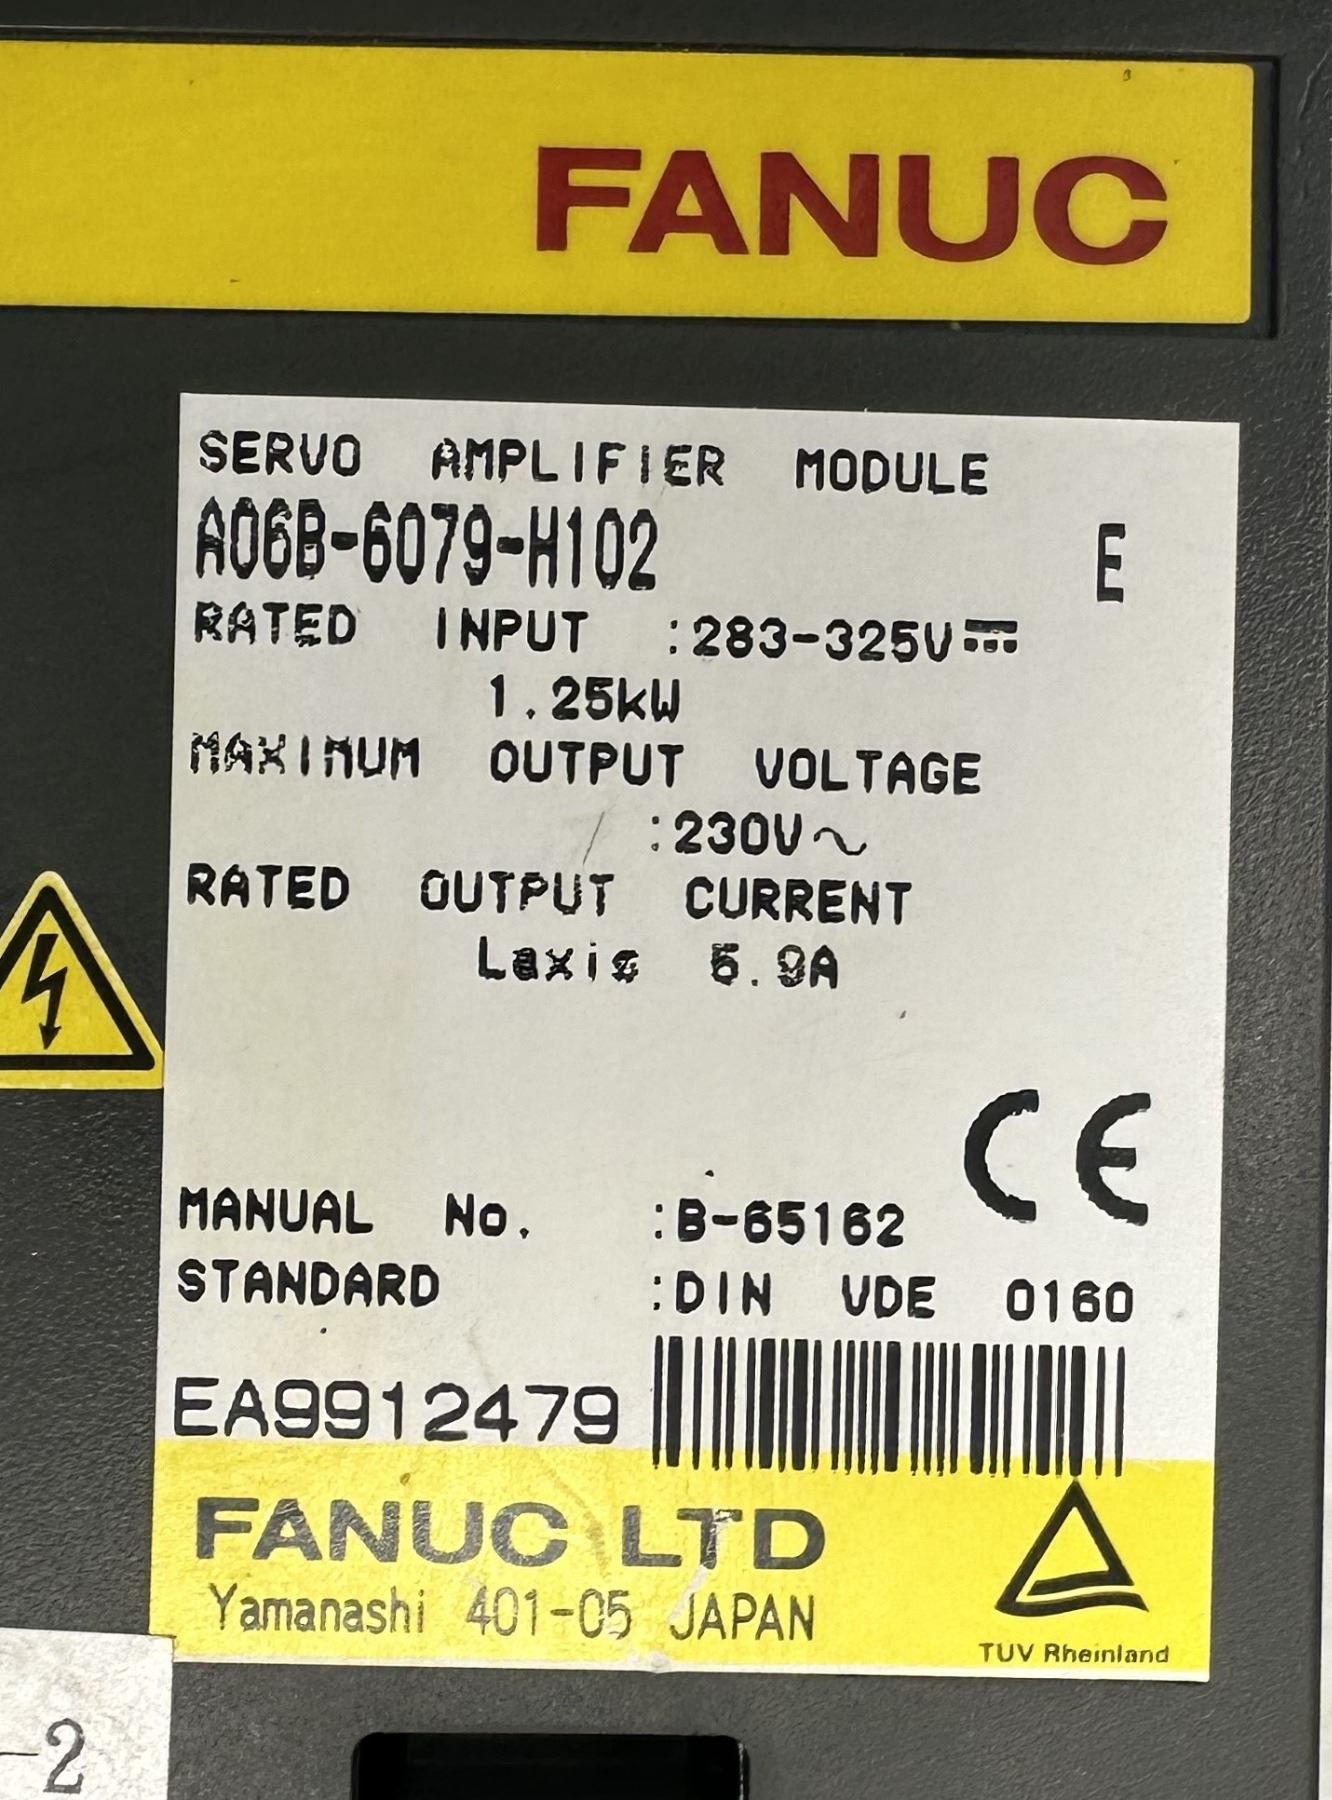 FANUC
SERVO AMPLIFIER MODULE
A06B-6079-H102 E
RATED INPUT :283-325V⎓
1.25kW
MAXIMUM OUTPUT VOLTAGE
:230V~
RATED OUTPUT CURRENT
Laxis 5.9A
MANUAL No. :B-65162
STANDARD :DIN VDE 0160
CE
EA9912479
FANUC LTD
Yamanashi 401-05 JAPAN
TUV Rheinland
-2